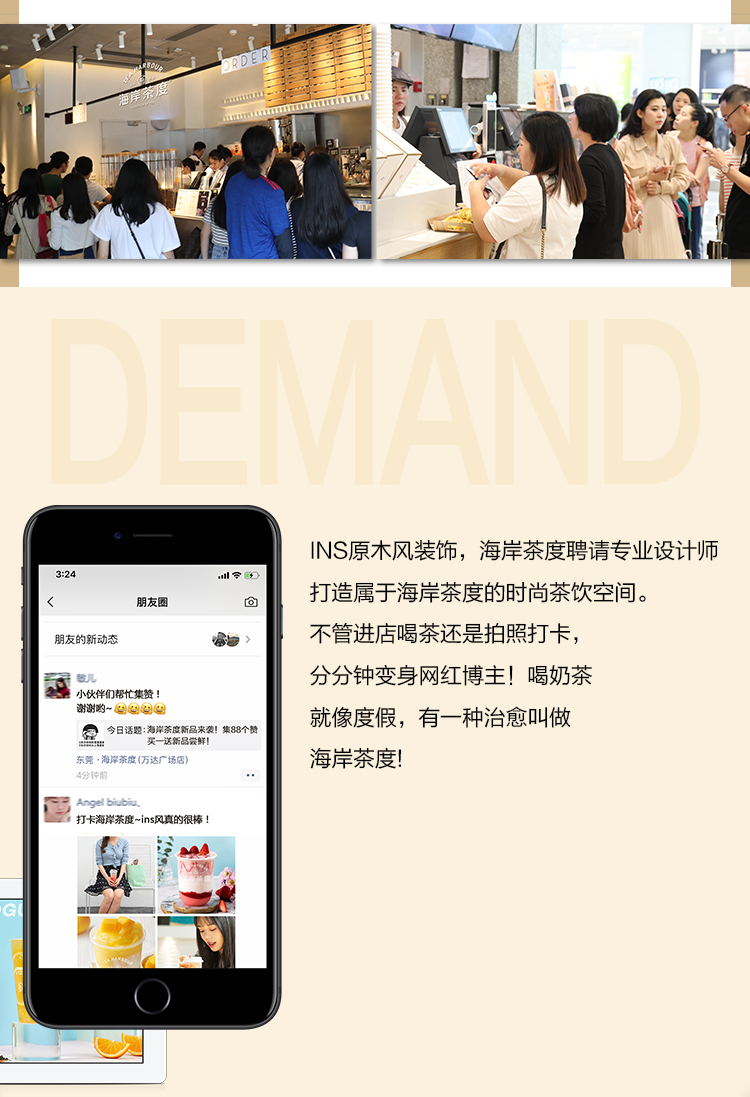 SEA HARBOUR
海岸茶度
ORDER
DEMAND
3:24
朋友圈
朋友的新动态
敏儿
小伙伴们帮忙集赞！
谢谢哟~
今日话题：海岸茶度新品来袭！集88个赞
买一送新品尝鲜！
东莞·海岸茶度(万达广场店)
4分钟前
Angel biubiu、
打卡海岸茶度~ins风真的很棒！
INS原木风装饰，海岸茶度聘请专业设计师
打造属于海岸茶度的时尚茶饮空间。
不管进店喝茶还是拍照打卡，
分分钟变身网红博主！喝奶茶
就像度假，有一种治愈叫做
海岸茶度!